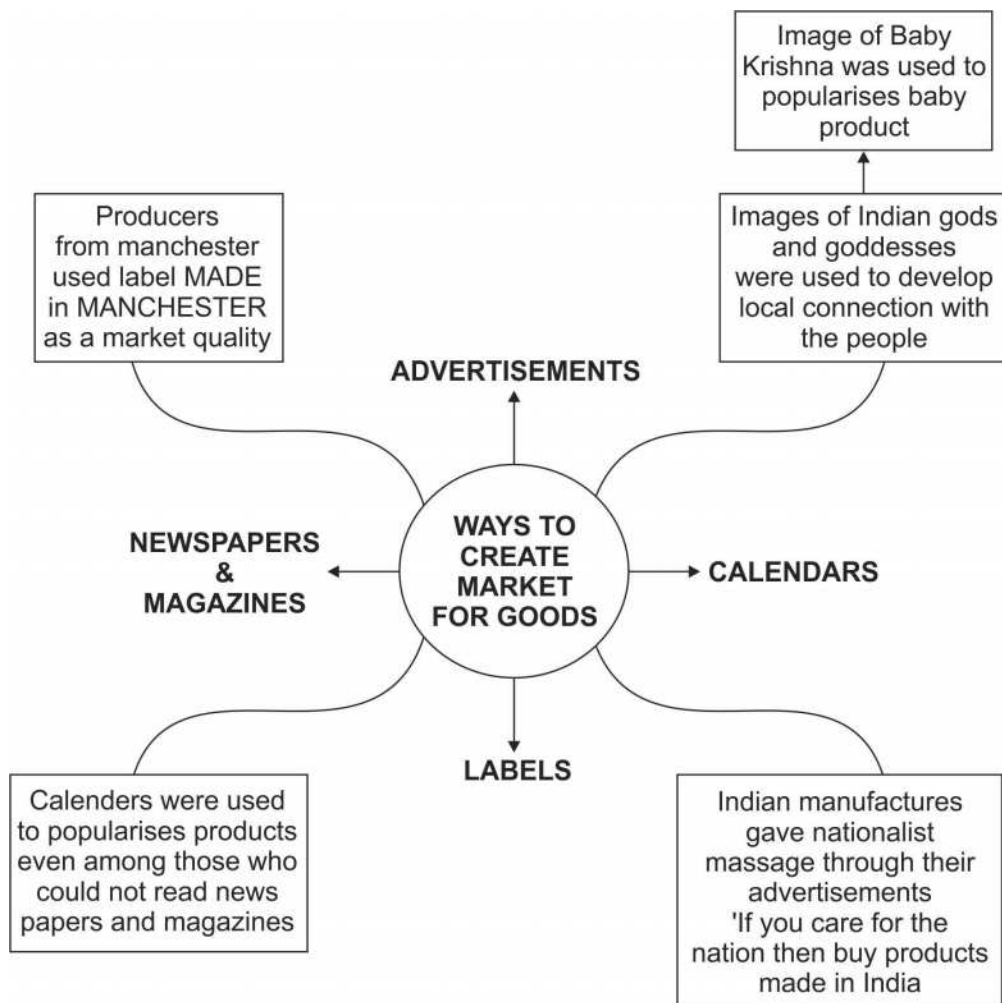 Image of Baby
Krishna was used to
popularises baby
product
Producers
from manchester
used label MADE
in MANCHESTER
as a market quality
Images of Indian gods
and goddesses
were used to develop
local connection with
the people
ADVERTISEMENTS
NEWSPAPERS
&
MAGAZINES
WAYS TO
CREATE
MARKET
FOR GOODS
CALENDARS
LABELS
Calenders were used
to popularises products
even among those who
could not read news
papers and magazines
Indian manufactures
gave nationalist
massage through their
advertisements
'If you care for the
nation then buy products
made in India